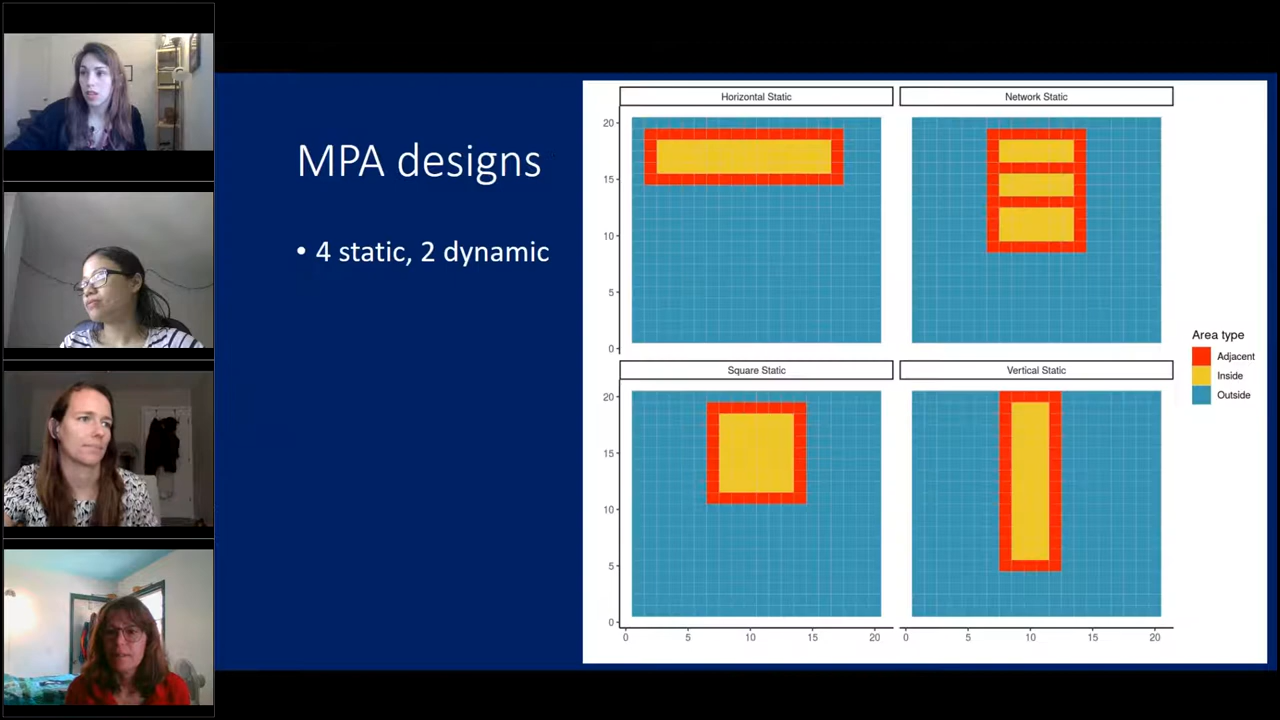 MPA designs
• 4 static, 2 dynamic
Horizontal Static
Network Static
20
15
10
5
0
Square Static
Vertical Static
20
15
10
5
0
0 5 10 15 20
0 5 10 15 20
Area type
Adjacent
Inside
Outside